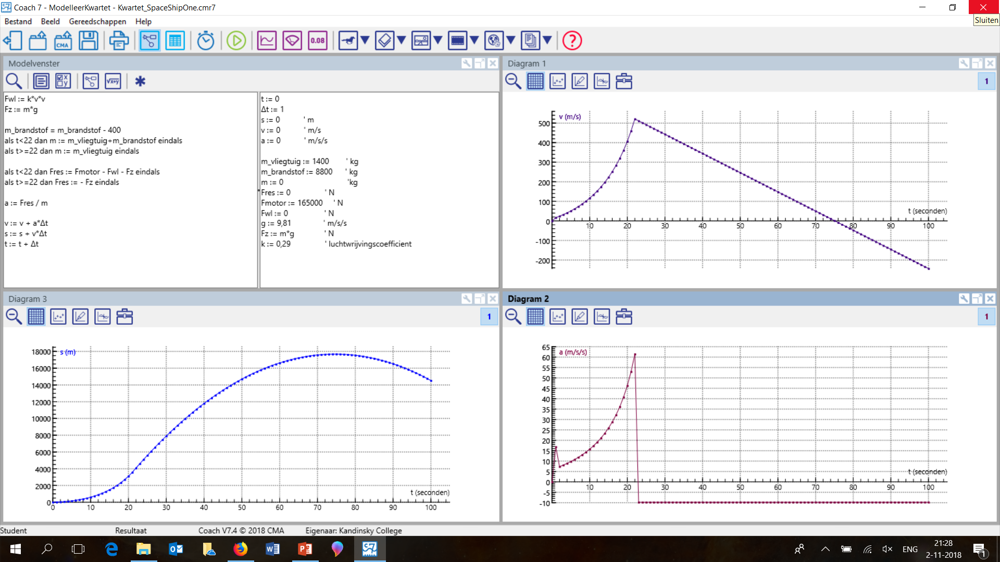 Coach 7 - ModelleerKwartet - Kwartet_SpaceShipOne.cmr7
Sluiten
Bestand Beeld Gereedschappen Help
CMA 0.08 ?
Modelvenster
Fwl := k*v*v
Fz := m*g
m_brandstof = m_brandstof - 400
als t<22 dan m := m_vliegtuig+m_brandstof eindals
als t>=22 dan m := m_vliegtuig eindals
als t<22 dan Fres := Fmotor - Fwl - Fz eindals
als t>=22 dan Fres := - Fz eindals
a := Fres / m
v := v + a*Δt
s := s + v*Δt
t := t + Δt
t := 0
Δt := 1
s := 0 ' m
v := 0 ' m/s
a := 0 ' m/s/s
m_vliegtuig := 1400 ' kg
m_brandstof := 8800 ' kg
m := 0 'kg
Fres := 0 ' N
Fmotor := 165000 ' N
Fwl := 0 ' N
g := 9,81 ' m/s/s
Fz := m*g ' N
k := 0,29 ' luchtwrijvingscoefficient
Diagram 1
1
v (m/s)
500
400
300
200
100
0
-100
-200
t (seconden)
10 20 30 40 50 60 70 80 90 100
Diagram 3
1
s (m)
18000
16000
14000
12000
10000
8000
6000
4000
2000
0
t (seconden)
0 10 20 30 40 50 60 70 80 90 100
Diagram 2
1
a (m/s/s)
65
60
55
50
45
40
35
30
25
20
15
10
5
0
-5
-10
t (seconden)
10 20 30 40 50 60 70 80 90 100
Student Resultaat Coach V7.4 © 2018 CMA Eigenaar: Kandinsky College
ENG
21:28
2-11-2018
1